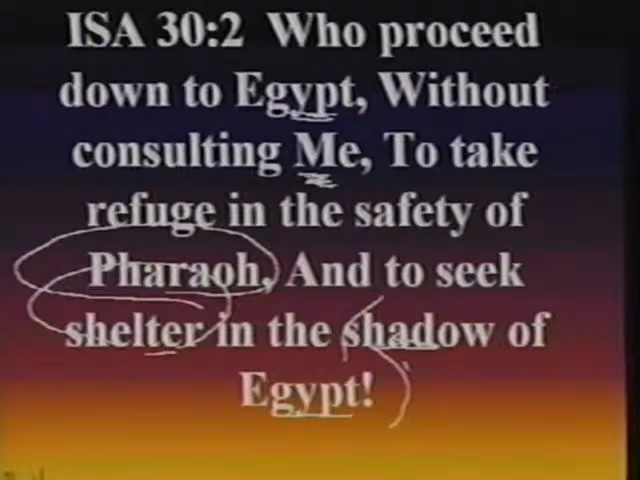 ISA 30:2 Who proceed
down to Egypt, Without
consulting Me, To take
refuge in the safety of
Pharaoh, And to seek
shelter in the shadow of
Egypt!